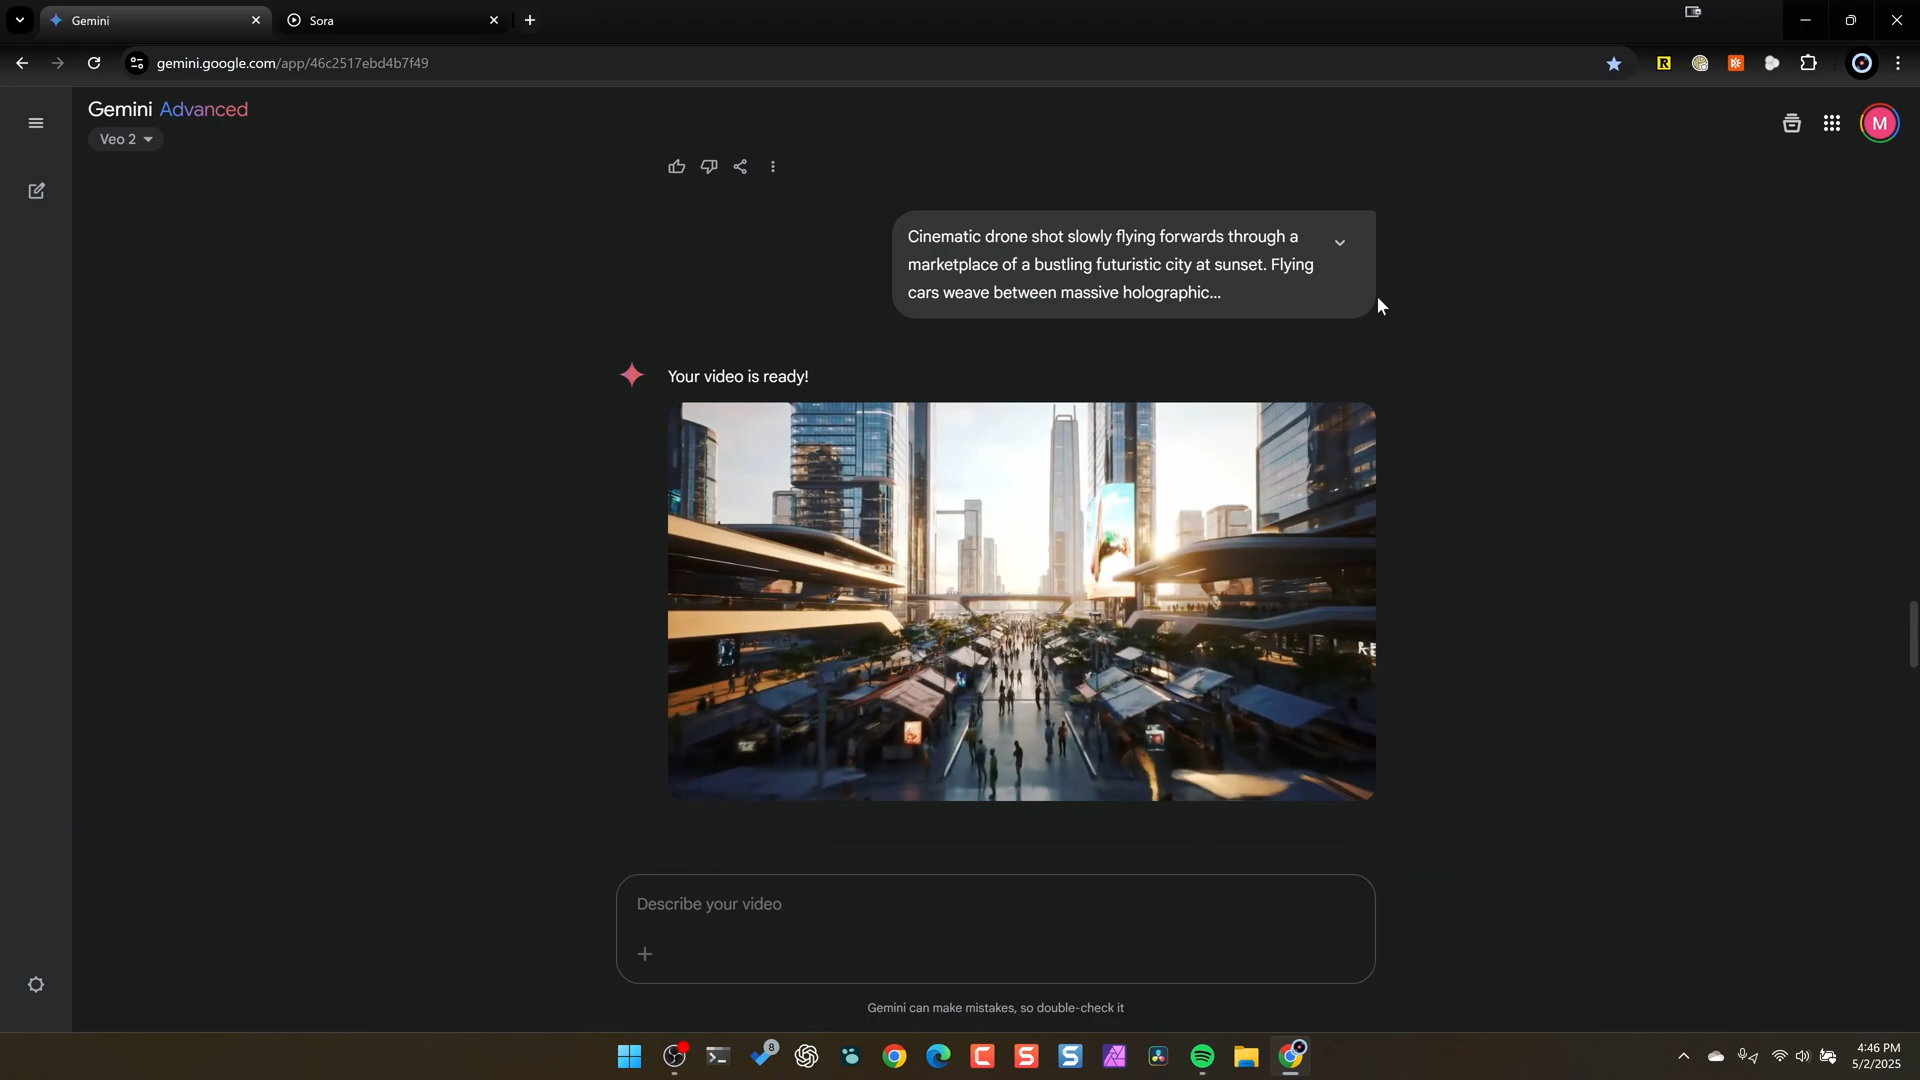 Gemini
Sora
gemini.google.com/app/46c2517ebd4b7f49
Gemini Advanced
Veo 2
M
Cinematic drone shot slowly flying forwards through a
marketplace of a bustling futuristic city at sunset. Flying
cars weave between massive holographic...
Your video is ready!
Describe your video
Gemini can make mistakes, so double-check it
8
4:46 PM
5/2/2025